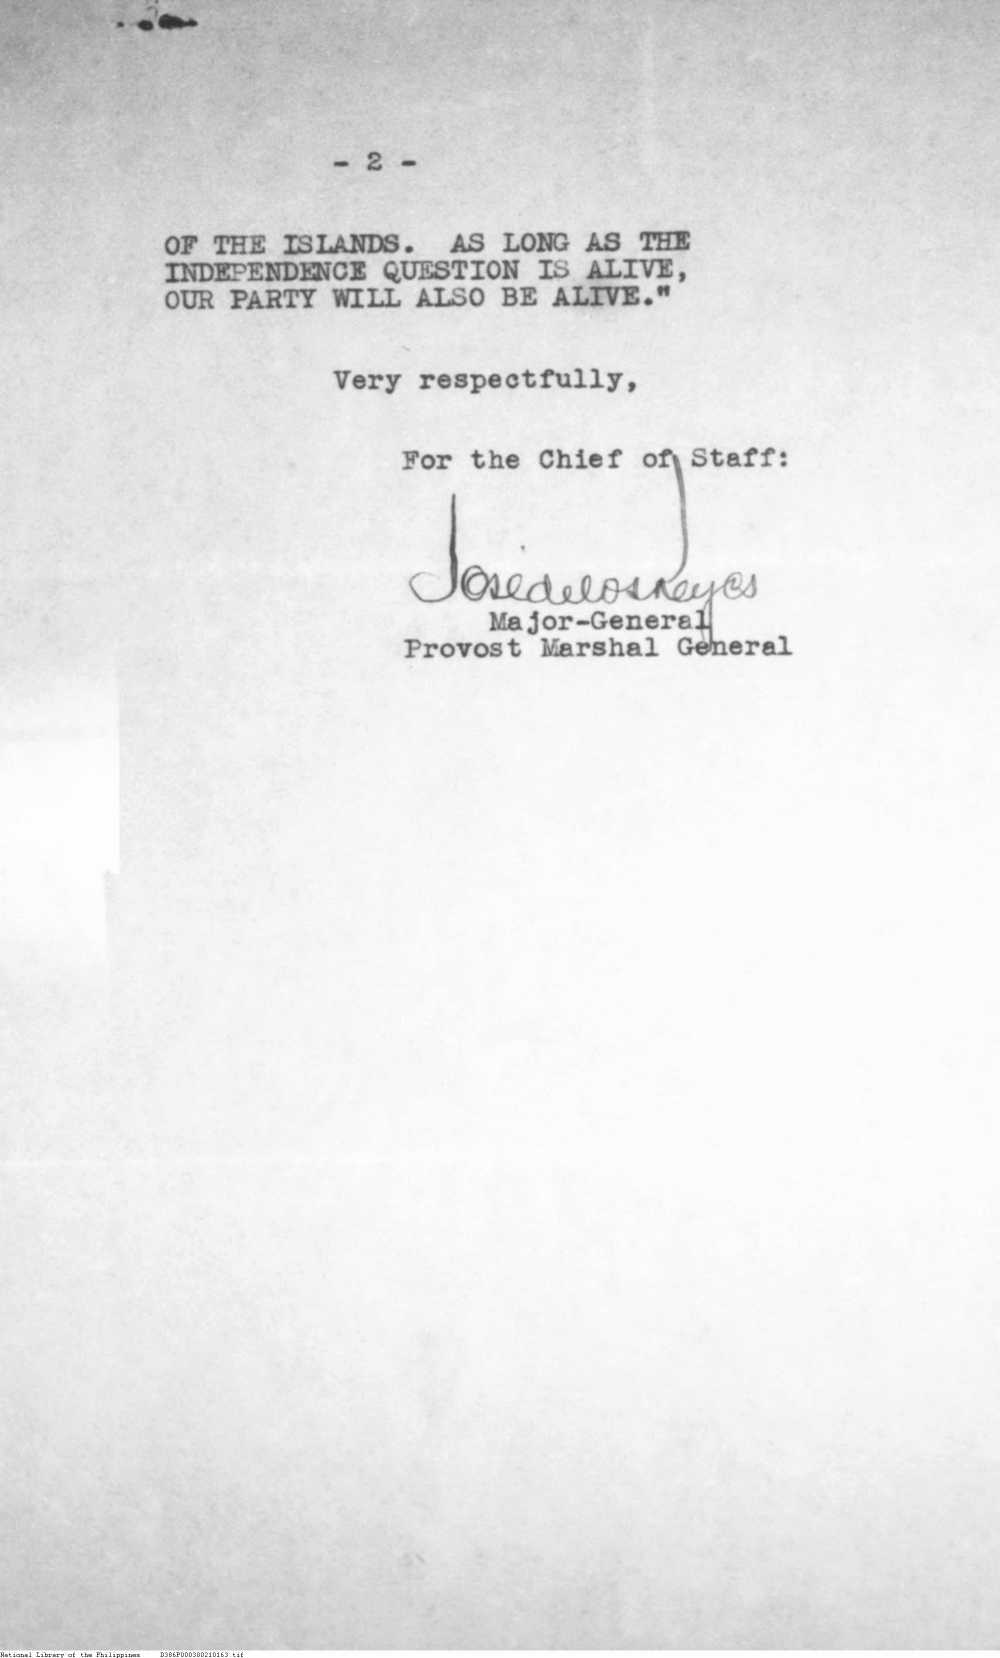 - 2 -
OF THE ISLANDS. AS LONG AS THE
INDEPENDENCE QUESTION IS ALIVE,
OUR PARTY WILL ALSO BE ALIVE."
Very respectfully,
For the Chief of Staff:
Jose de los Reyes
Major-General
Provost Marshal General
National Library of the Philippines D386P000380210163.tif